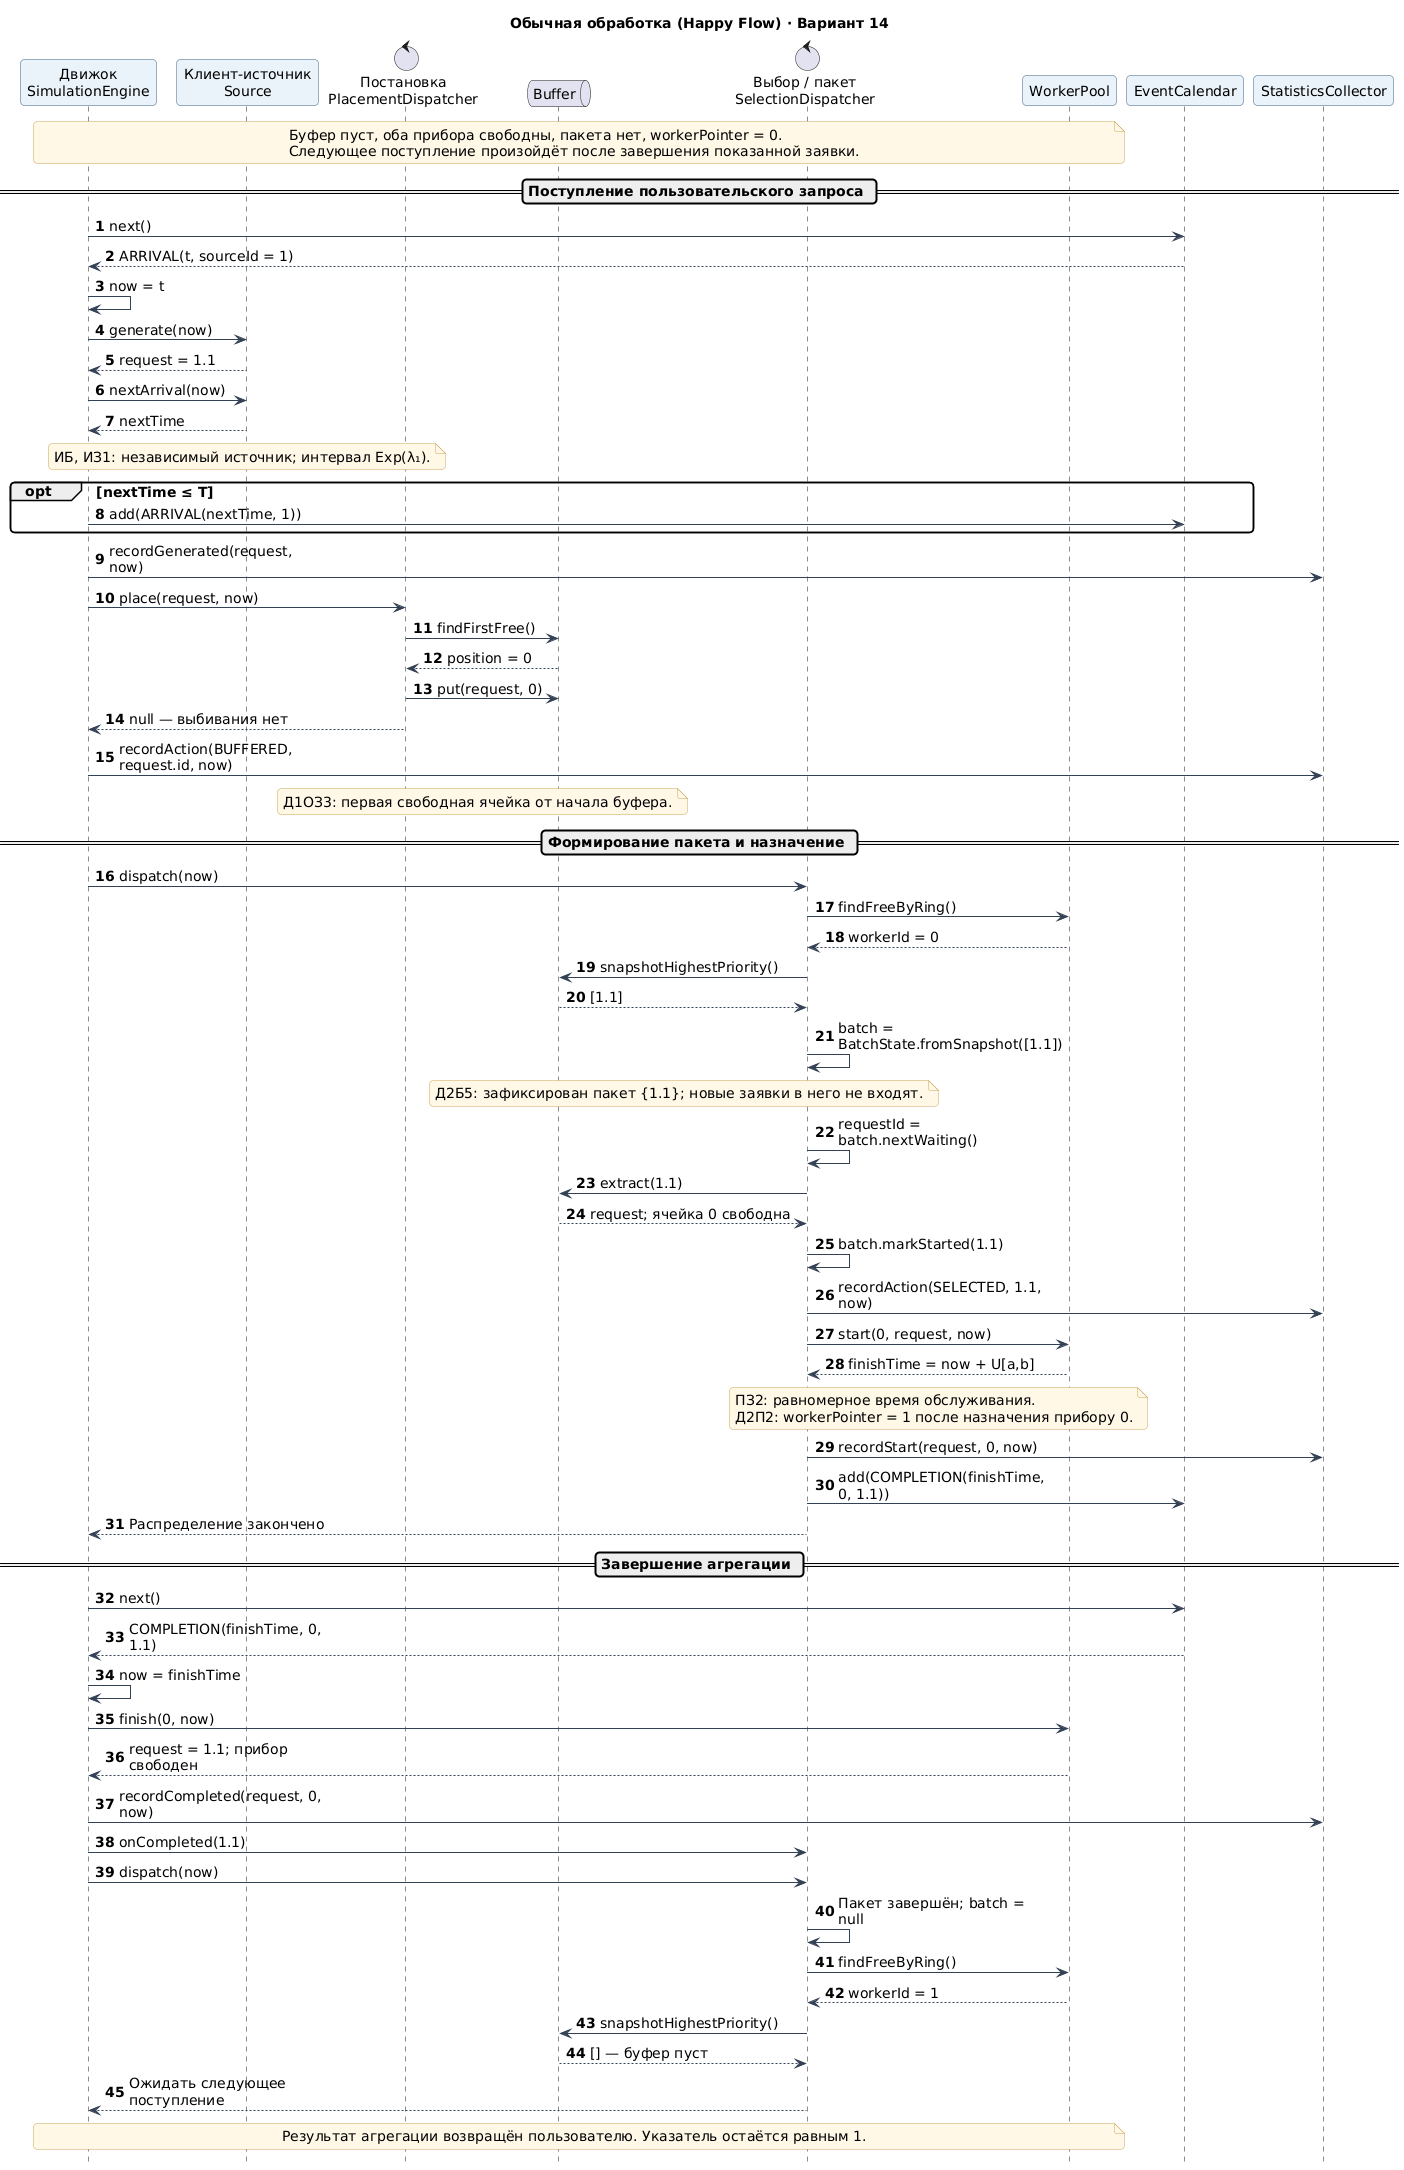 Обычная обработка (Happy Flow) · Вариант 14
Движок
SimulationEngine
Клиент-источник
Source
Постановка
PlacementDispatcher
Buffer
Выбор / пакет
SelectionDispatcher
WorkerPool
EventCalendar
StatisticsCollector
Буфер пуст, оба прибора свободны, пакета нет, workerPointer = 0.
Следующее поступление произойдёт после завершения показанной заявки.
Поступление пользовательского запроса
1 next()
2 ARRIVAL(t, sourceId = 1)
3 now = t
4 generate(now)
5 request = 1.1
6 nextArrival(now)
7 nextTime
ИБ, ИЗ1: независимый источник; интервал Exp(λ₁).
opt [nextTime ≤ T]
8 add(ARRIVAL(nextTime, 1))
9 recordGenerated(request,
now)
10 place(request, now)
11 findFirstFree()
12 position = 0
13 put(request, 0)
14 null — выбивания нет
15 recordAction(BUFFERED,
request.id, now)
Д1ОЗ3: первая свободная ячейка от начала буфера.
Формирование пакета и назначение
16 dispatch(now)
17 findFreeByRing()
18 workerId = 0
19 snapshotHighestPriority()
20 [1.1]
21 batch =
BatchState.fromSnapshot([1.1])
Д2Б5: зафиксирован пакет {1.1}; новые заявки в него не входят.
22 requestId =
batch.nextWaiting()
23 extract(1.1)
24 request; ячейка 0 свободна
25 batch.markStarted(1.1)
26 recordAction(SELECTED, 1.1,
now)
27 start(0, request, now)
28 finishTime = now + U[a,b]
ПЗ2: равномерное время обслуживания.
Д2П2: workerPointer = 1 после назначения прибору 0.
29 recordStart(request, 0, now)
30 add(COMPLETION(finishTime,
0, 1.1))
31 Распределение закончено
Завершение агрегации
32 next()
33 COMPLETION(finishTime, 0,
1.1)
34 now = finishTime
35 finish(0, now)
36 request = 1.1; прибор
свободен
37 recordCompleted(request, 0,
now)
38 onCompleted(1.1)
39 dispatch(now)
40 Пакет завершён; batch =
null
41 findFreeByRing()
42 workerId = 1
43 snapshotHighestPriority()
44 [] — буфер пуст
45 Ожидать следующее
поступление
Результат агрегации возвращён пользователю. Указатель остаётся равным 1.